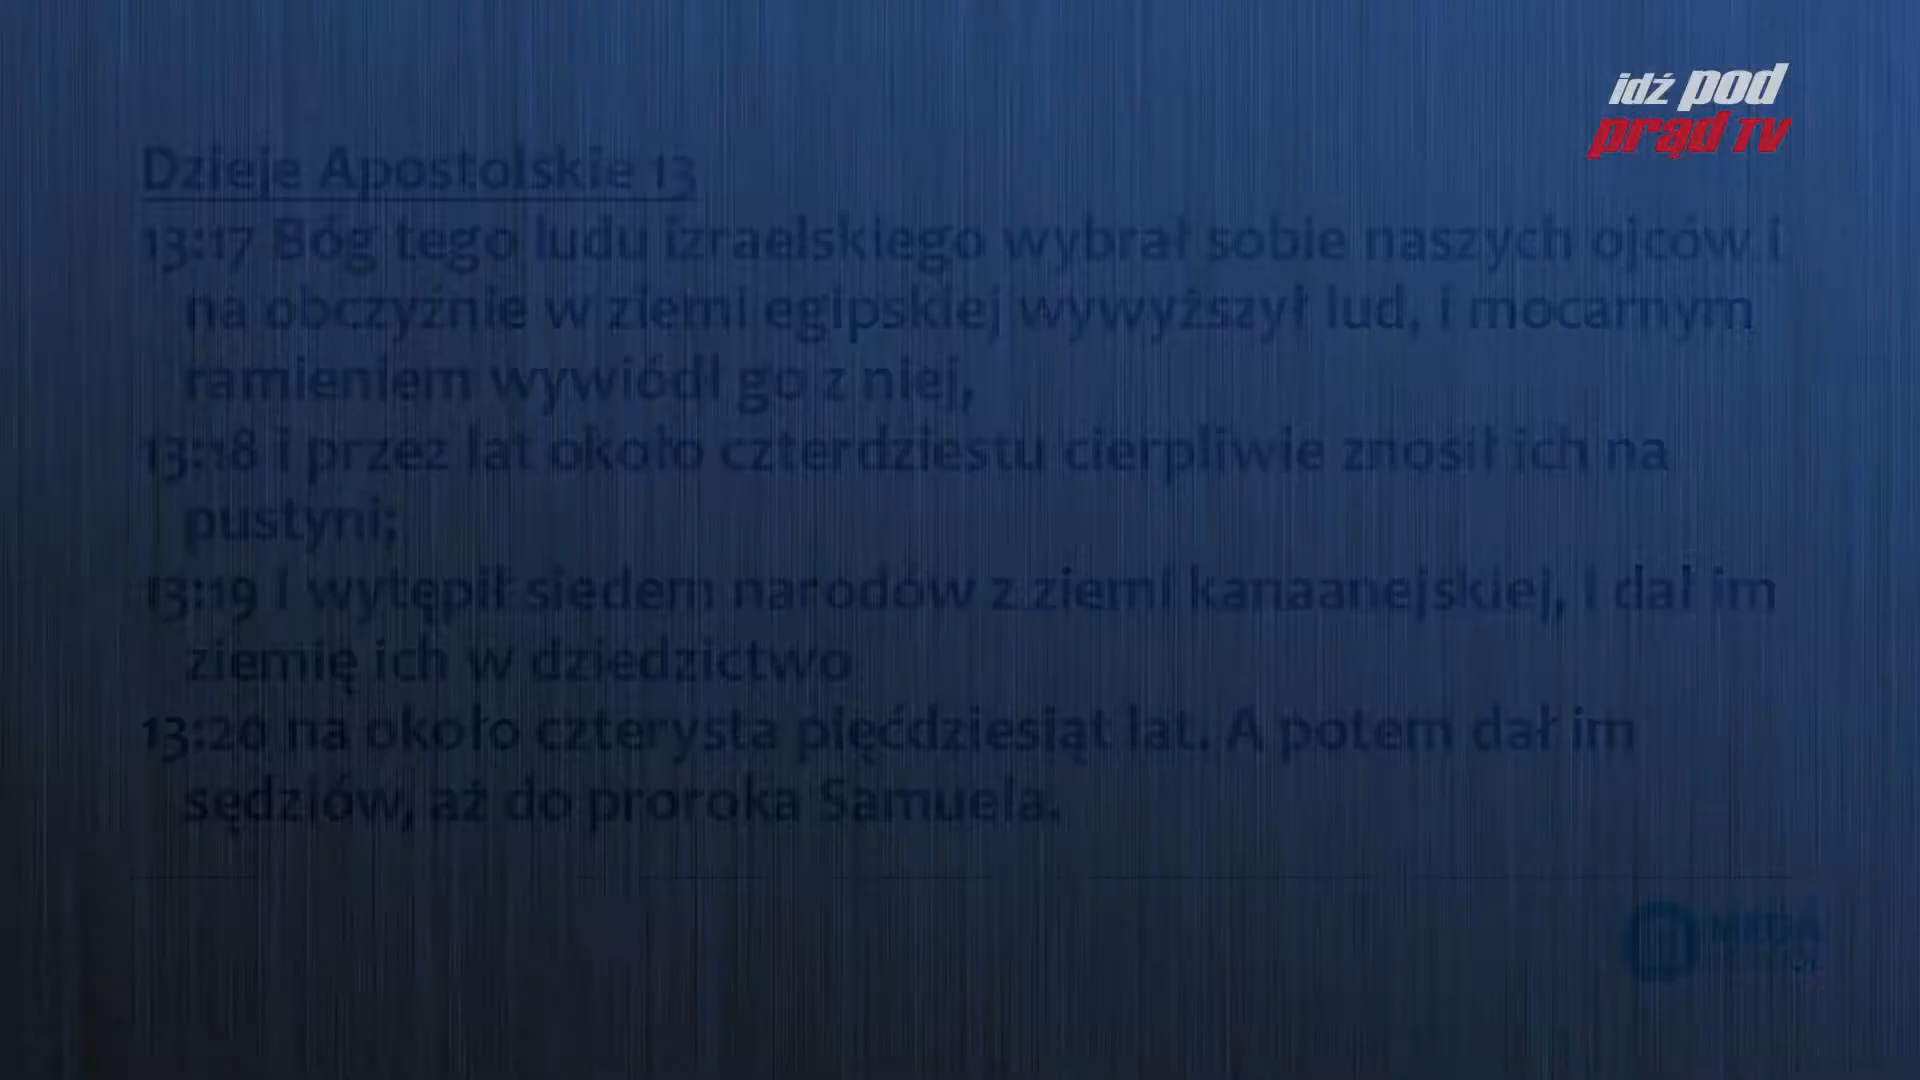 idź pod
prąd TV
Dzieje Apostolskie 13
13:17 Bóg tego ludu izraelskiego wybrał sobie naszych ojców i
na obczyźnie w ziemi egipskiej wywyższył lud, i mocarnym
ramieniem wywiódł go z niej,
13:18 i przez lat około czterdziestu cierpliwie znosił ich na
pustyni;
13:19 i wytępił siedem narodów z ziemi kanaanejskiej, i dał im
ziemię ich w dziedzictwo
13:20 na około czterysta pięćdziesiąt lat. A potem dał im
sędziów, aż do proroka Samuela.